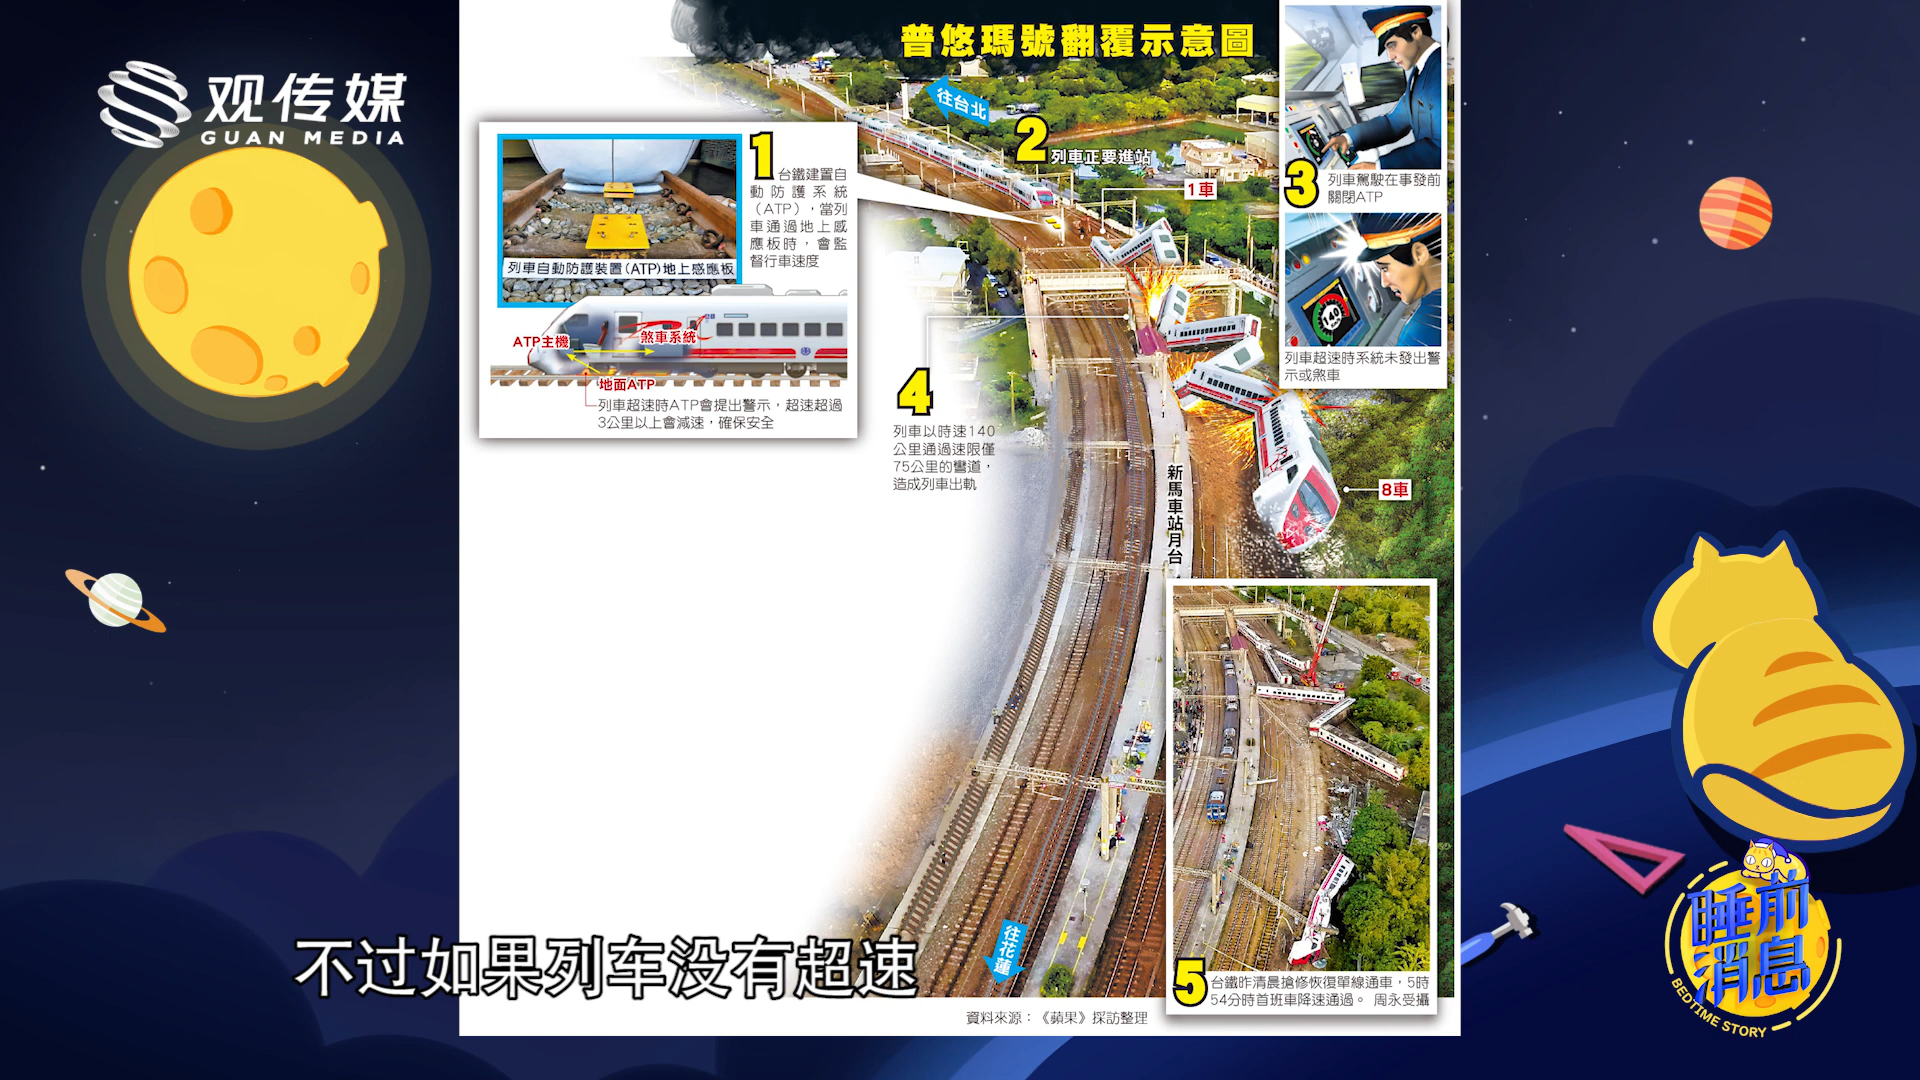 观传媒
GUAN MEDIA
普悠瑪號翻覆示意圖
往台北
1
台鐵建置自
動防護系統
（ATP），當列
車通過地上感
應板時，會監
督行車速度
列車自動防護裝置(ATP)地上感應板
ATP主機
煞車系統
地面ATP
列車超速時ATP會提出警示，超速超過
3公里以上會減速，確保安全
2
列車正要進站
1車
3
列車駕駛在事發前
關閉ATP
140
列車超速時系統未發出警
示或煞車
4
列車以時速140
公里通過速限僅
75公里的彎道，
造成列車出軌
新馬車站月台
8車
往花蓮
5
台鐵昨清晨搶修恢復單線通車，5時
54分時首班車降速通過。 周永受攝
資料來源：《蘋果》採訪整理
不过如果列车没有超速
睡前
消息
BEDTIME STORY